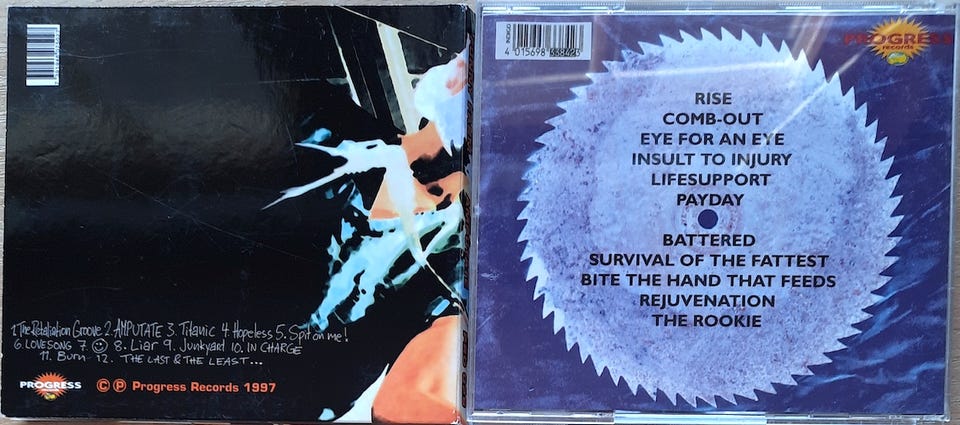 1. The Retaliation Groove 2. AMPUTATE 3. Titanic 4. Hopeless 5. Spit on me!
6. LOVESONG 7 ☺ 8. Liar 9. Junkyard 10. IN CHARGE
11. Burn 12. THE LAST & THE LEAST...
PROGRESS
© ℗ Progress Records 1997
INDIGO
4 015698 538425
PROGRESS
records
RISE
COMB-OUT
EYE FOR AN EYE
INSULT TO INJURY
LIFESUPPORT
PAYDAY
BATTERED
SURVIVAL OF THE FATTEST
BITE THE HAND THAT FEEDS
REJUVENATION
THE ROOKIE